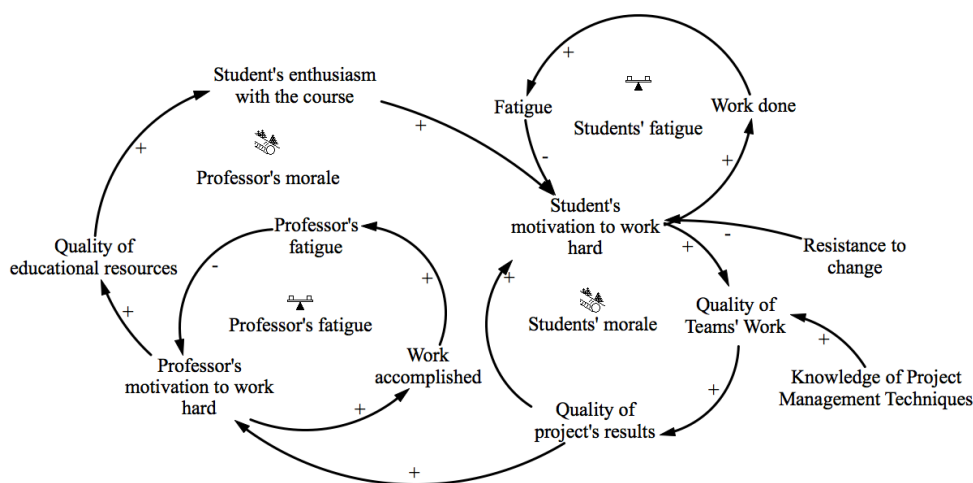 Student's enthusiasm
with the course
+
+
Professor's morale
Fatigue
+
-
Students' fatigue
Work done
+
Student's
motivation to work
hard
+
-
Resistance to
change
Quality of
educational resources
+
Professor's
fatigue
-
+
Professor's fatigue
Professor's
motivation to work
hard
+
Work
accomplished
+
Students' morale
Quality of
Teams' Work
+
Knowledge of Project
Management Techniques
+
Quality of
project's results
+